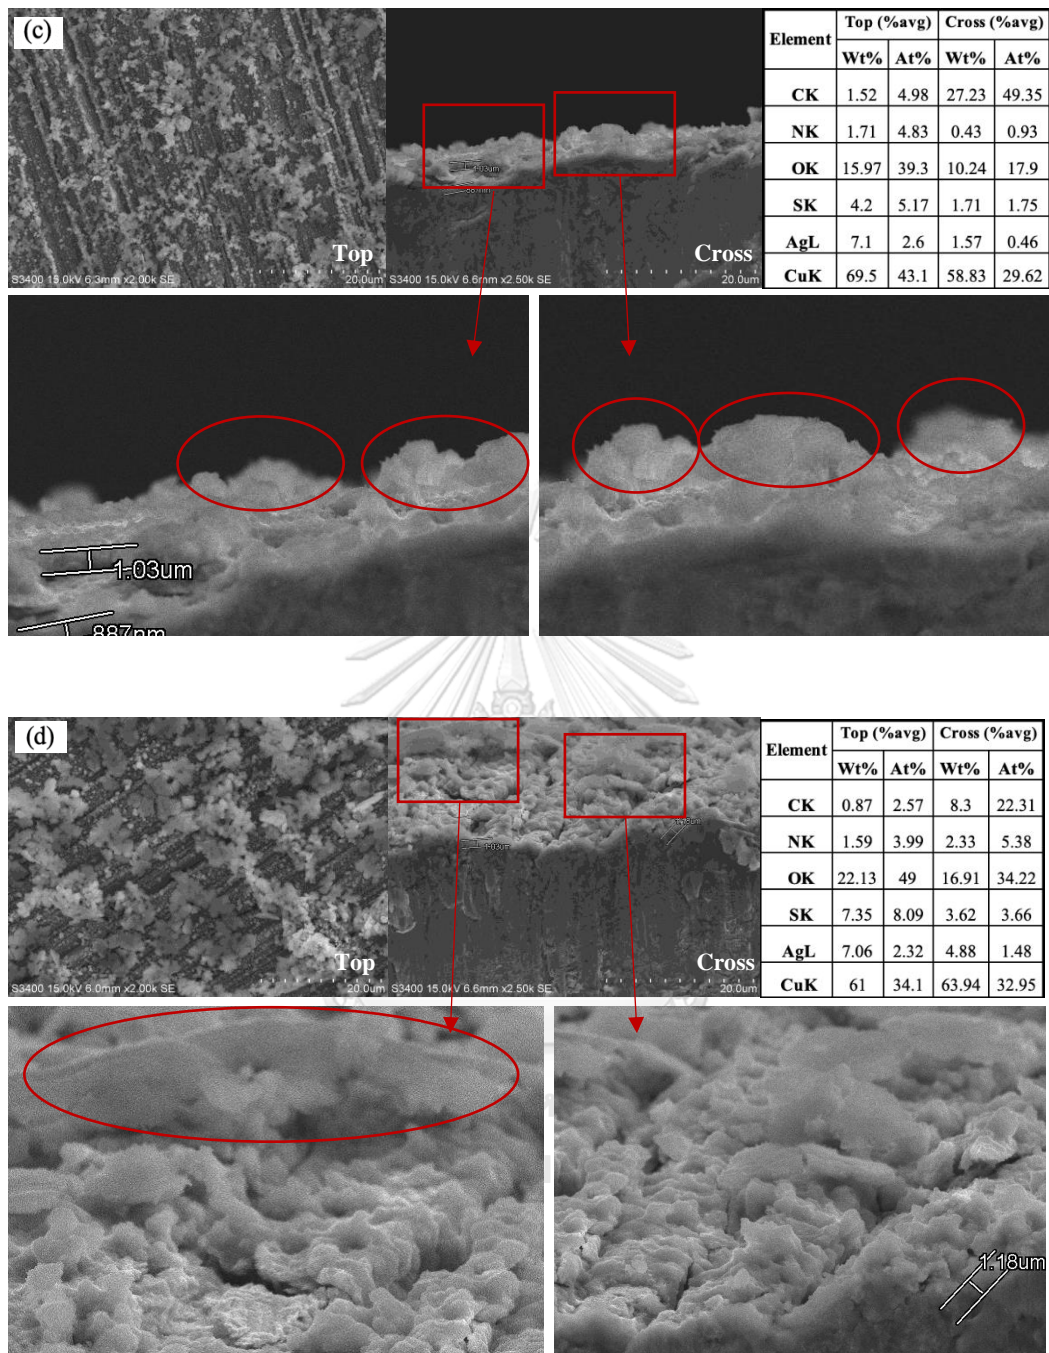 (c)
Top
S3400 15.0kV 6.3mm x2.00k SE 20.0um
1.03um
887nm
Cross
S3400 15.0kV 6.6mm x2.50k SE 20.0um
Element Top (%avg) Cross (%avg)
Wt% At% Wt% At%
CK 1.52 4.98 27.23 49.35
NK 1.71 4.83 0.43 0.93
OK 15.97 39.3 10.24 17.9
SK 4.2 5.17 1.71 1.75
AgL 7.1 2.6 1.57 0.46
CuK 69.5 43.1 58.83 29.62
1.03um
887nm
(d)
Top
S3400 15.0kV 6.0mm x2.00k SE 20.0um
1.18um
1.03um
Cross
S3400 15.0kV 6.6mm x2.50k SE 20.0um
Element Top (%avg) Cross (%avg)
Wt% At% Wt% At%
CK 0.87 2.57 8.3 22.31
NK 1.59 3.99 2.33 5.38
OK 22.13 49 16.91 34.22
SK 7.35 8.09 3.62 3.66
AgL 7.06 2.32 4.88 1.48
CuK 61 34.1 63.94 32.95
1.18um